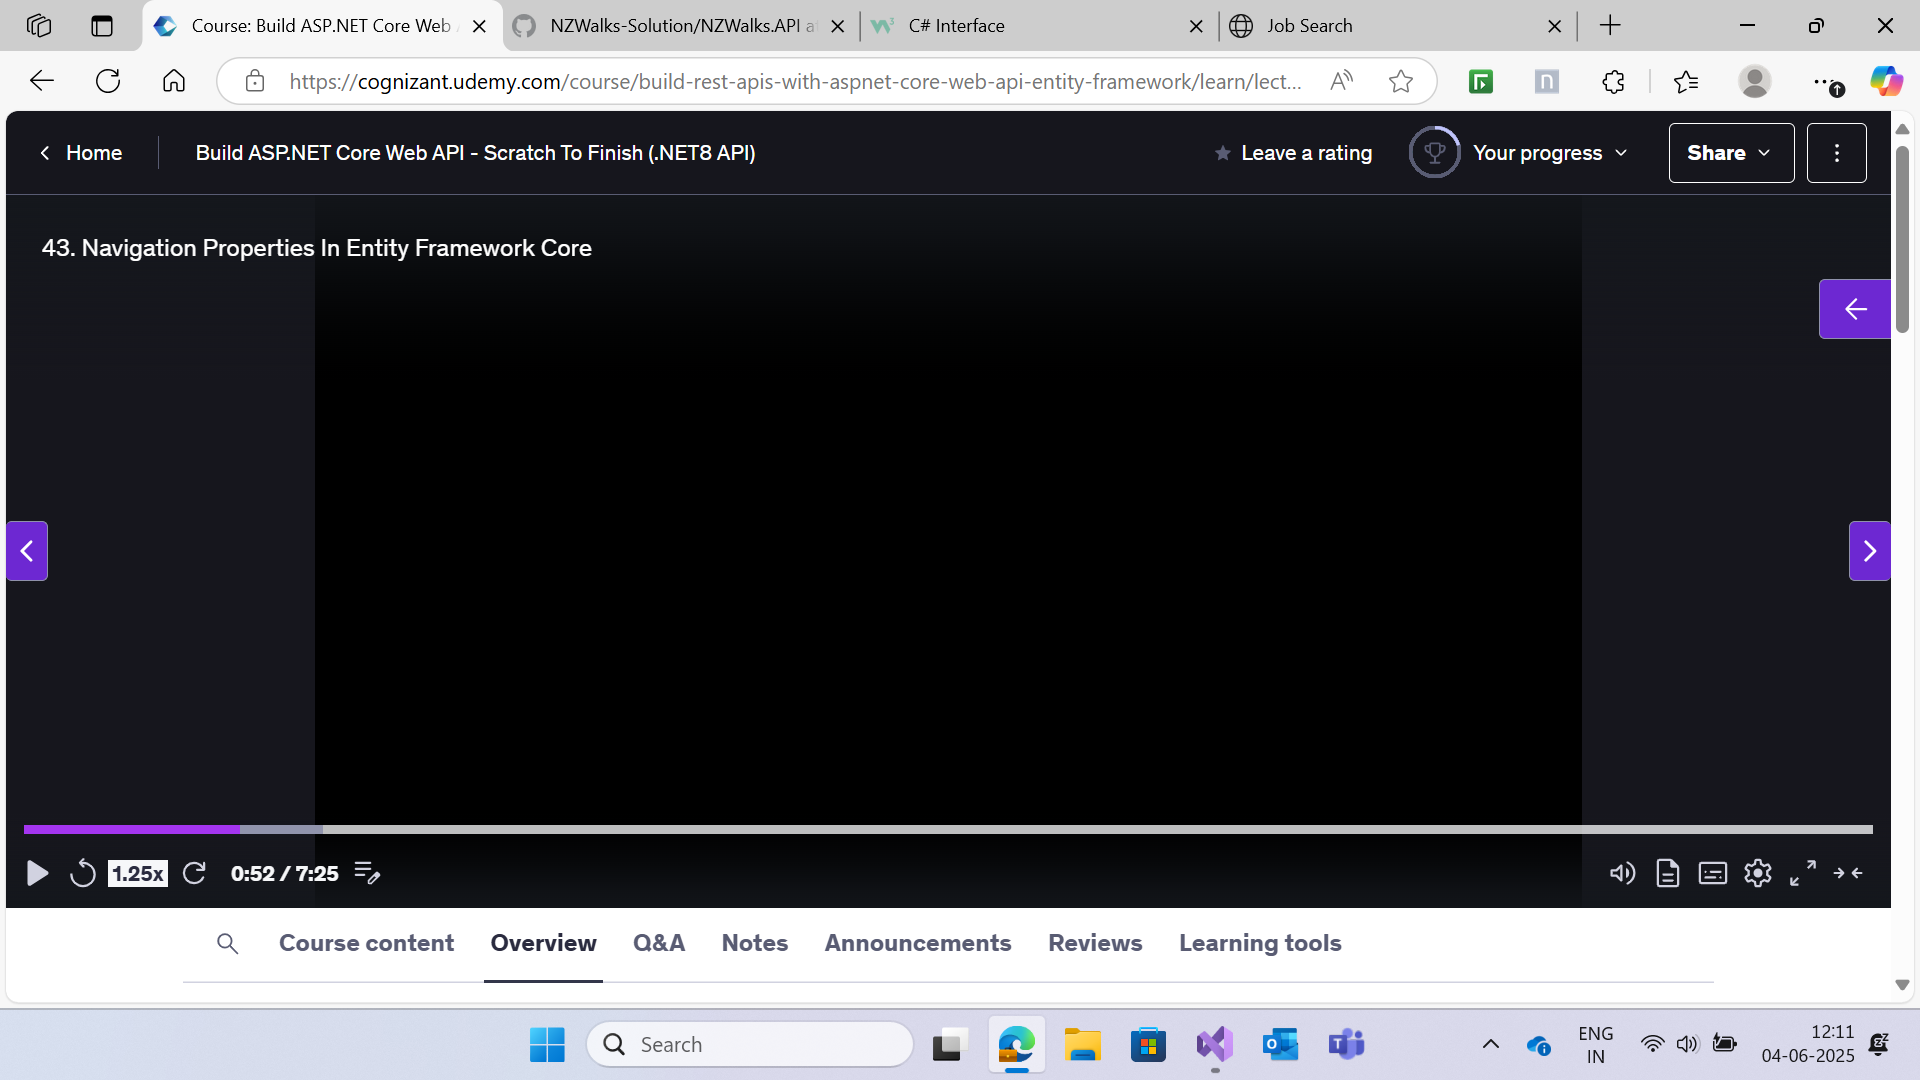 Course: Build ASP.NET Core Web
NZWalks-Solution/NZWalks.API a
C# Interface
Job Search
https://cognizant.udemy.com/course/build-rest-apis-with-aspnet-core-web-api-entity-framework/learn/lect...
Home
Build ASP.NET Core Web API - Scratch To Finish (.NET8 API)
Leave a rating
Your progress
Share
43. Navigation Properties In Entity Framework Core
1.25x
0:52 / 7:25
Course content
Overview
Q&A
Notes
Announcements
Reviews
Learning tools
Search
ENG
IN
12:11
04-06-2025